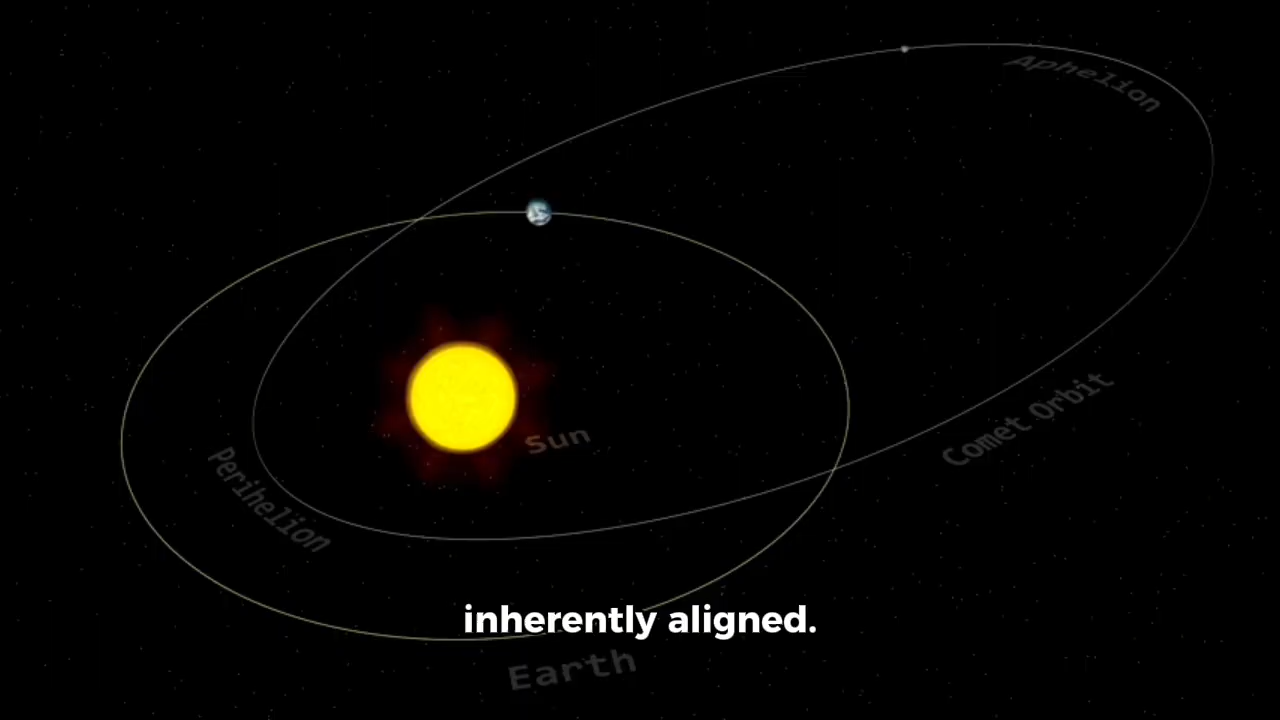 Aphelion
Comet Orbit
Sun
Perihelion
inherently aligned.
Earth